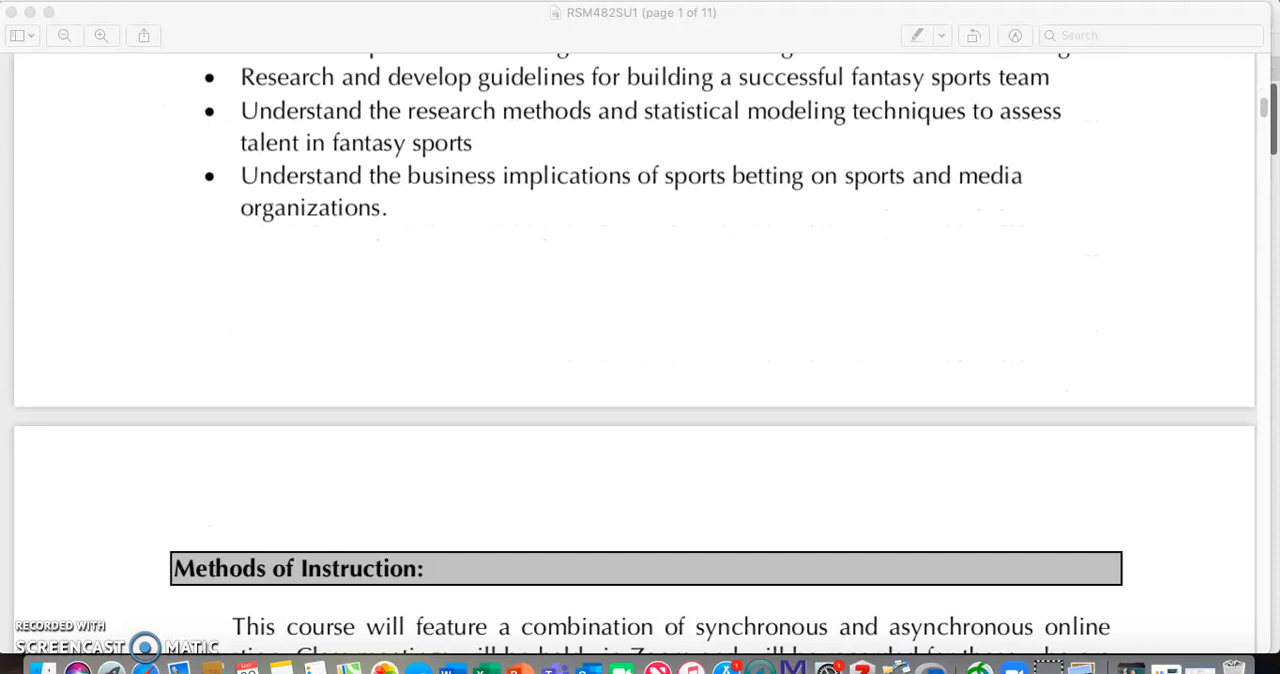 RSM482SU1 (page 1 of 11)
Search
• Research and develop guidelines for building a successful fantasy sports team
• Understand the research methods and statistical modeling techniques to assess
talent in fantasy sports
• Understand the business implications of sports betting on sports and media
organizations.
Methods of Instruction:
This course will feature a combination of synchronous and asynchronous online
RECORDED WITH
SCREENCAST MATIC